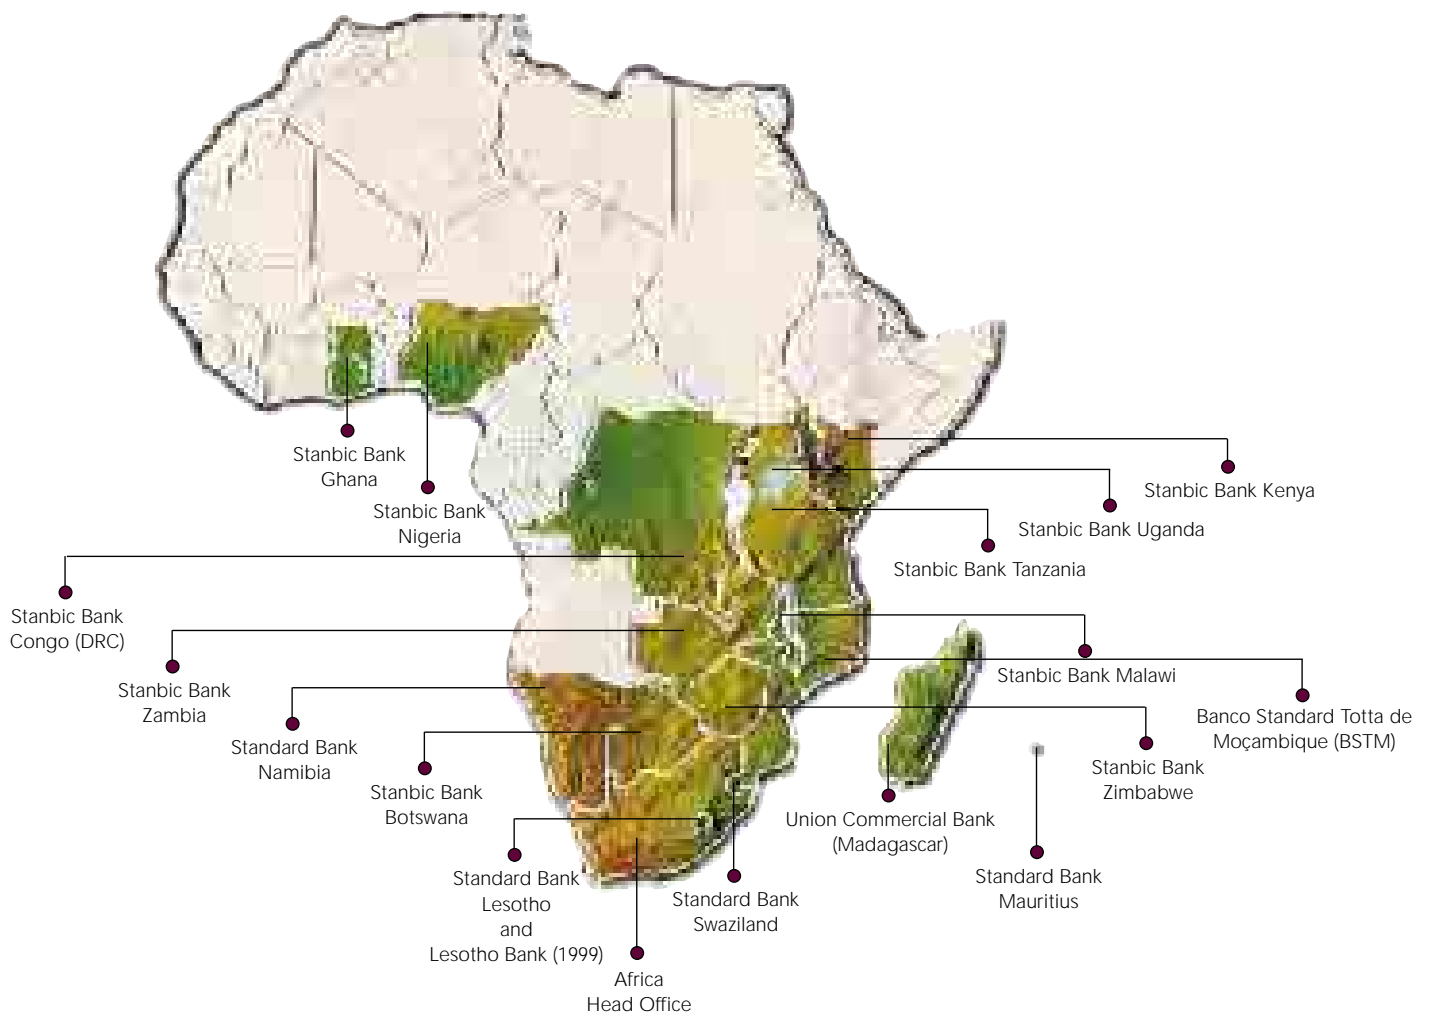 Stanbic Bank
Ghana
Stanbic Bank
Nigeria
Stanbic Bank Kenya
Stanbic Bank Uganda
Stanbic Bank Tanzania
Stanbic Bank
Congo (DRC)
Stanbic Bank Malawi
Stanbic Bank
Zambia
Banco Standard Totta de
Moçambique (BSTM)
Standard Bank
Namibia
Stanbic Bank
Zimbabwe
Stanbic Bank
Botswana
Union Commercial Bank
(Madagascar)
Standard Bank
Mauritius
Standard Bank
Lesotho
and
Lesotho Bank (1999)
Standard Bank
Swaziland
Africa
Head Office